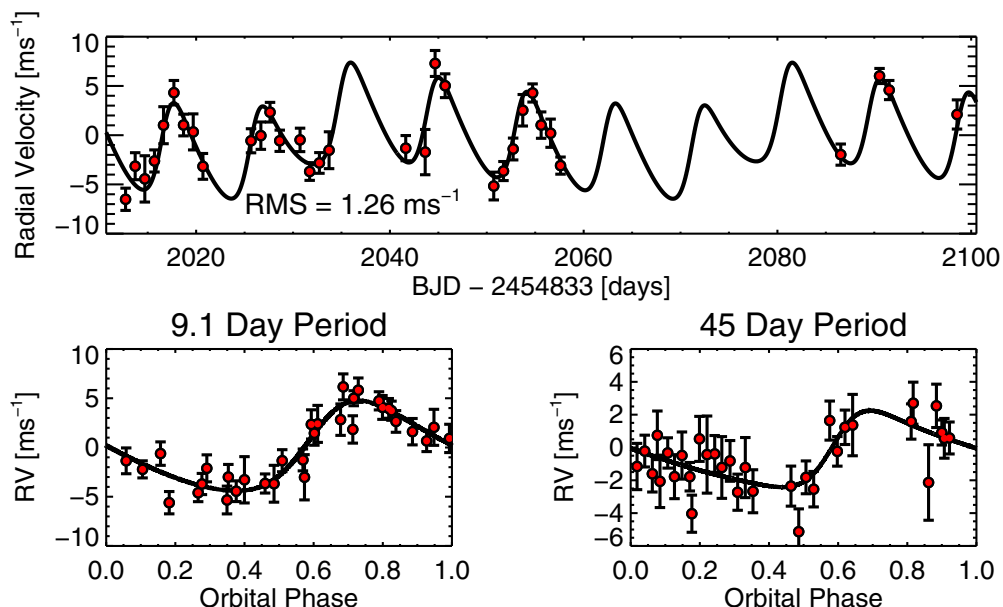 Radial Velocity [ms⁻¹]
10
5
0
−5
−10
RMS = 1.26 ms⁻¹
2020 2040 2060 2080 2100
BJD − 2454833 [days]
9.1 Day Period
RV [ms⁻¹]
10
5
0
−5
−10
0.0 0.2 0.4 0.6 0.8 1.0
Orbital Phase
45 Day Period
RV [ms⁻¹]
6
4
2
0
−2
−4
−6
0.0 0.2 0.4 0.6 0.8 1.0
Orbital Phase